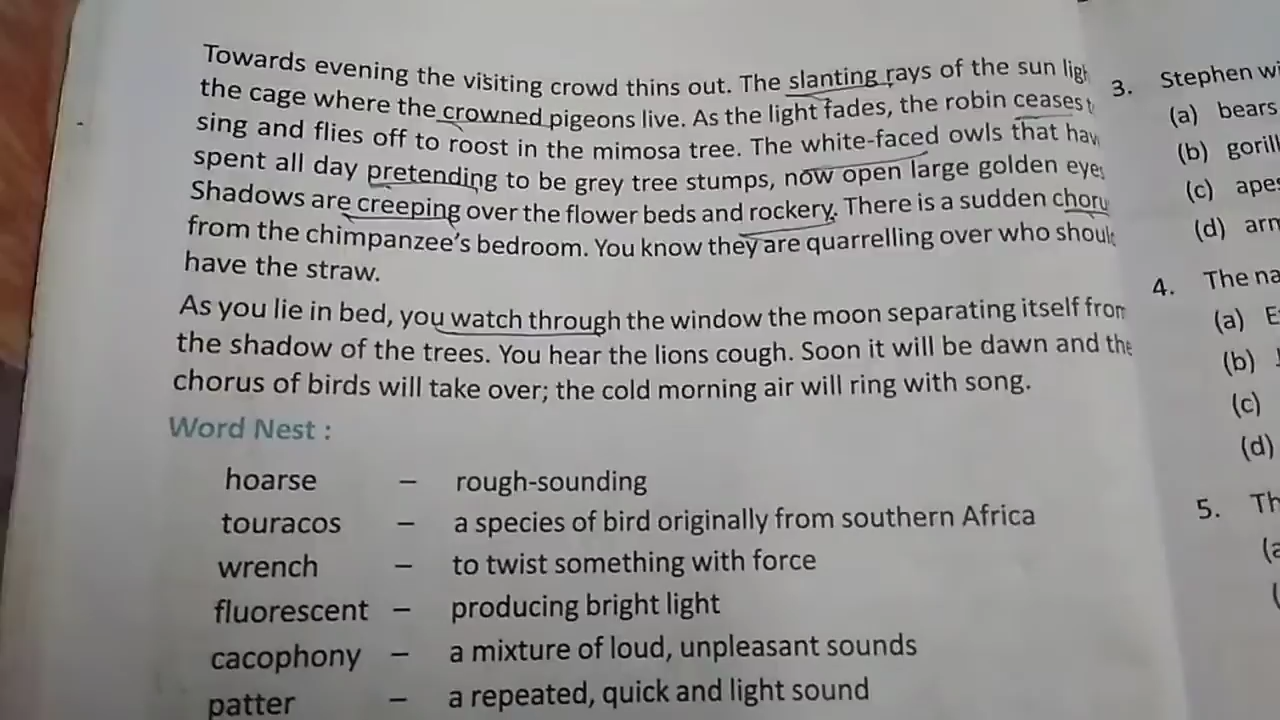 Towards evening the visiting crowd thins out. The slanting rays of the sun
the cage where the crowned pigeons live. As the light fades, the robin ceases
sing and flies off to roost in the mimosa tree. The white-faced owls that
spent all day pretending to be grey tree stumps, now open large golden
Shadows are creeping over the flower beds and rockery. There is a sudden
from the chimpanzee's bedroom. You know they are quarrelling over who
have the straw.
As you lie in bed, you watch through the window the moon separating itself from
the shadow of the trees. You hear the lions cough. Soon it will be dawn and the
chorus of birds will take over; the cold morning air will ring with song.
Word Nest :
hoarse – rough-sounding
touracos – a species of bird originally from southern Africa
wrench – to twist something with force
fluorescent – producing bright light
cacophony – a mixture of loud, unpleasant sounds
patter – a repeated, quick and light sound
3. Stephen
(a) bears
(b)
(c) apes
(d)
4. The
(a)
(b)
(c)
(d)
5.